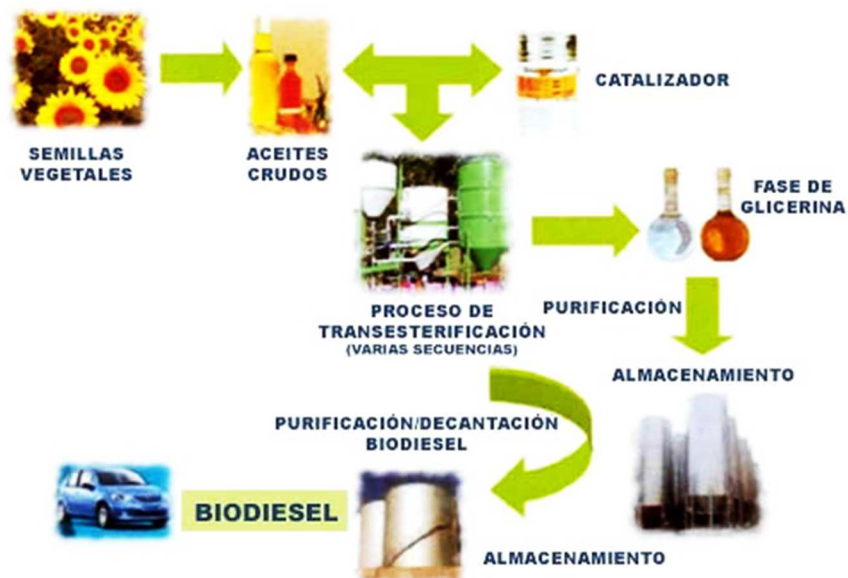 SEMILLAS
VEGETALES
ACEITES
CRUDOS
CATALIZADOR
PROCESO DE
TRANSESTERIFICACIÓN
(VARIAS SECUENCIAS)
FASE DE
GLICERINA
PURIFICACIÓN
ALMACENAMIENTO
PURIFICACIÓN/DECANTACIÓN
BIODIESEL
ALMACENAMIENTO
BIODIESEL